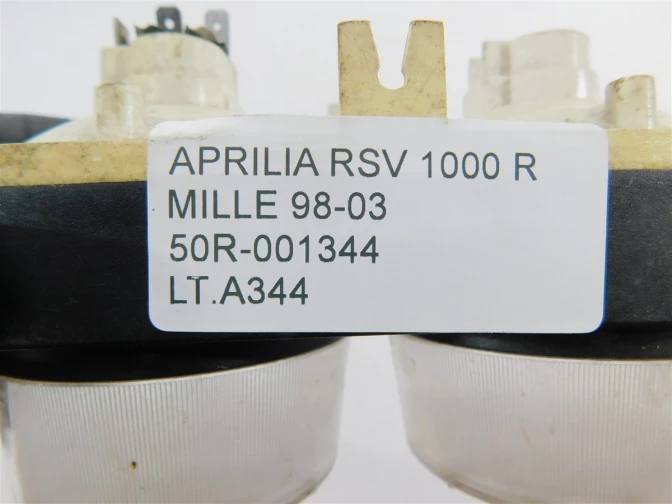 APRILIA RSV 1000 R
MILLE 98-03
50R-001344
LT.A344